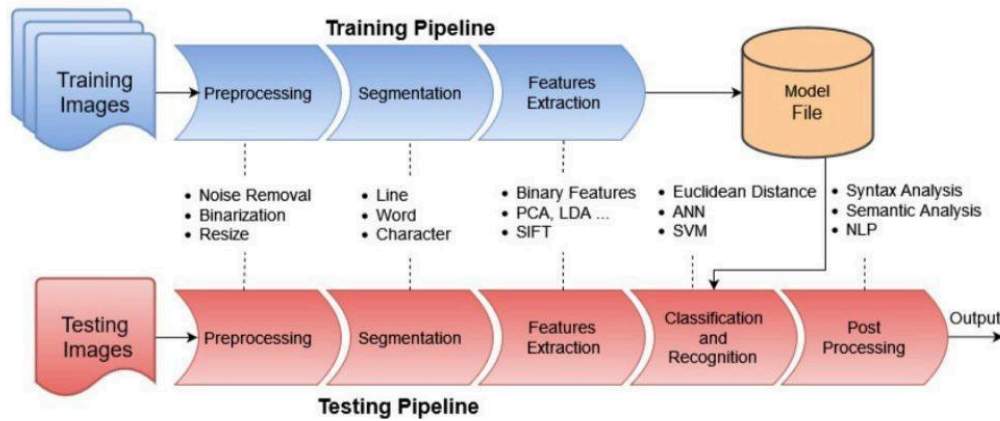 Training Pipeline
Training
Images
Preprocessing
Segmentation
Features
Extraction
Model
File
• Noise Removal
• Binarization
• Resize
• Line
• Word
• Character
• Binary Features
• PCA, LDA ...
• SIFT
• Euclidean Distance
• ANN
• SVM
• Syntax Analysis
• Semantic Analysis
• NLP
Testing
Images
Preprocessing
Segmentation
Features
Extraction
Classification
and
Recognition
Post
Processing
Output
Testing Pipeline